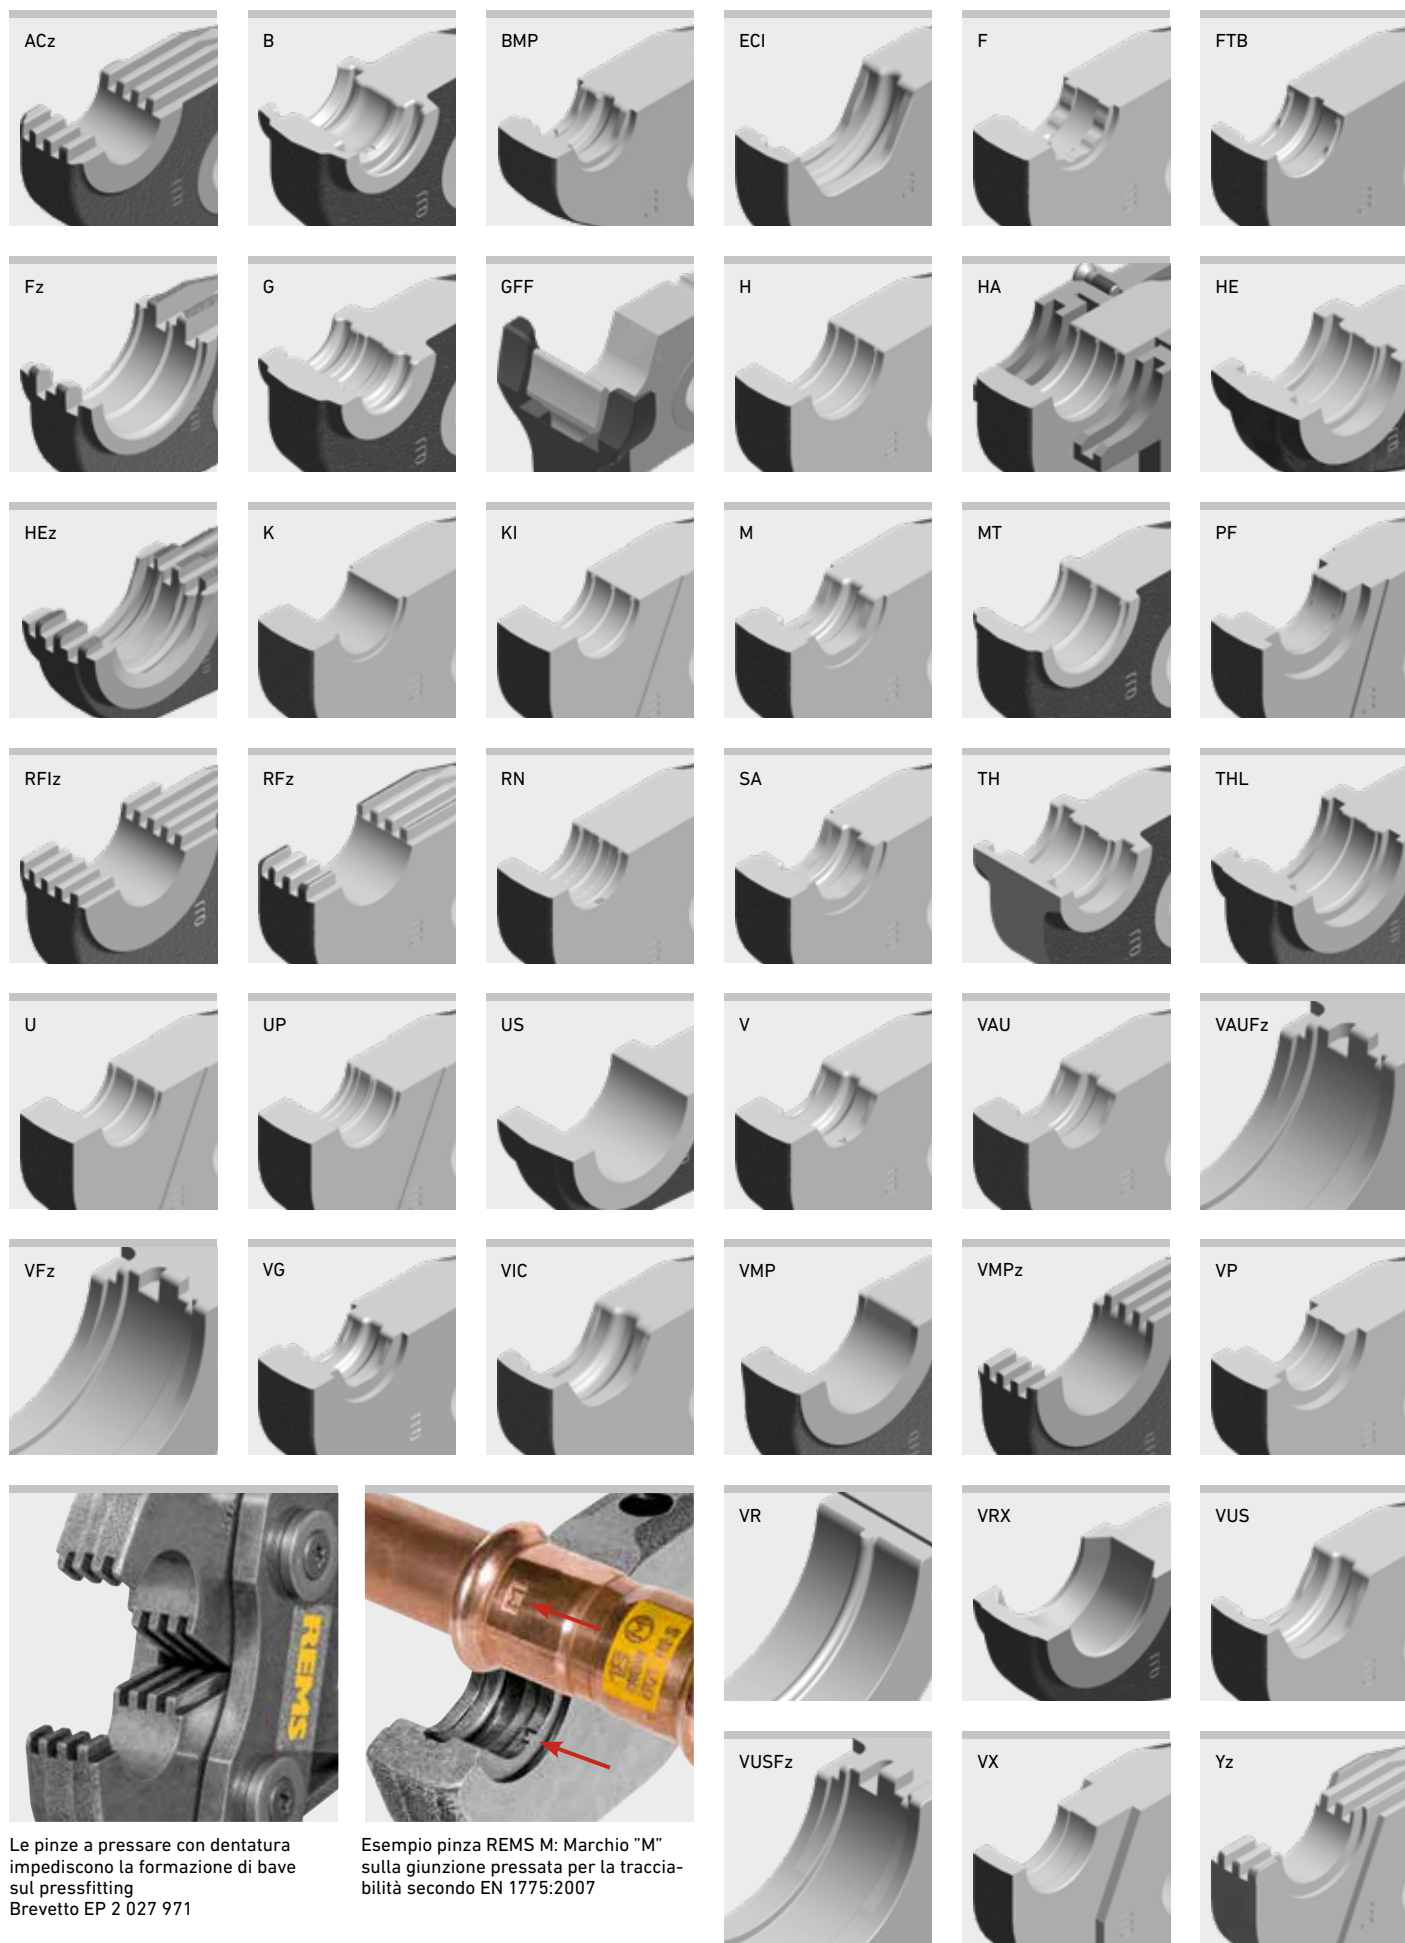 ACz
B
BMP
ECI
F
FTB
Fz
G
GFF
H
HA
HE
HEz
K
KI
M
MT
PF
RFIz
RFz
RN
SA
TH
THL
U
UP
US
V
VAU
VAUFz
VFz
VG
VIC
VMP
VMPz
VP
REMS
M
M
VR
VRX
VUS
VUSFz
VX
Yz
Le pinze a pressare con dentatura
impediscono la formazione di bave
sul pressfitting
Brevetto EP 2 027 971
Esempio pinza REMS M: Marchio ”M”
sulla giunzione pressata per la traccia-
bilità secondo EN 1775:2007